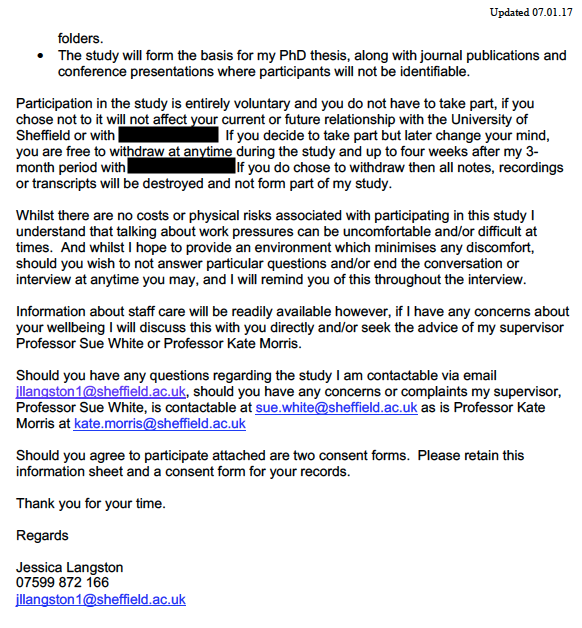 Updated 07.01.17
folders.
• The study will form the basis for my PhD thesis, along with journal publications and
conference presentations where participants will not be identifiable.
Participation in the study is entirely voluntary and you do not have to take part, if you
chose not to it will not affect your current or future relationship with the University of
Sheffield or with If you decide to take part but later change your mind,
you are free to withdraw at anytime during the study and up to four weeks after my 3-
month period with If you do chose to withdraw then all notes, recordings
or transcripts will be destroyed and not form part of my study.
Whilst there are no costs or physical risks associated with participating in this study I
understand that talking about work pressures can be uncomfortable and/or difficult at
times.  And whilst I hope to provide an environment which minimises any discomfort,
should you wish to not answer particular questions and/or end the conversation or
interview at anytime you may, and I will remind you of this throughout the interview.
Information about staff care will be readily available however, if I have any concerns about
your wellbeing I will discuss this with you directly and/or seek the advice of my supervisor
Professor Sue White or Professor Kate Morris.
Should you have any questions regarding the study I am contactable via email
jllangston1@sheffield.ac.uk, should you have any concerns or complaints my supervisor,
Professor Sue White, is contactable at sue.white@sheffield.ac.uk as is Professor Kate
Morris at kate.morris@sheffield.ac.uk
Should you agree to participate attached are two consent forms.  Please retain this
information sheet and a consent form for your records.
Thank you for your time.
Regards
Jessica Langston
07599 872 166
jllangston1@sheffield.ac.uk